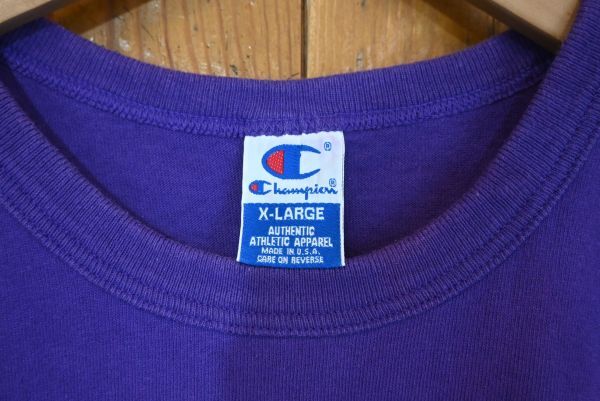 ®
Champion®
X-LARGE
AUTHENTIC
ATHLETIC APPAREL
MADE IN U.S.A.
CARE ON REVERSE